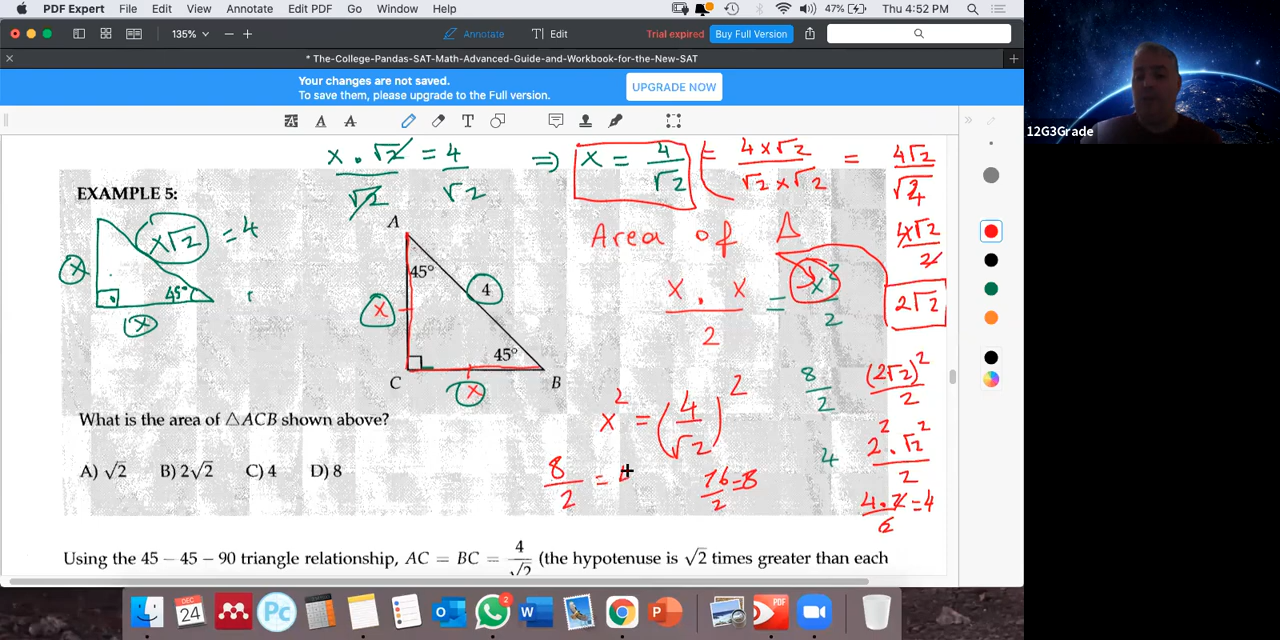 PDF Expert File Edit View Annotate Edit PDF Go Window Help 47% Thu 4:52 PM
135% Annotate Edit Trial expired Buy Full Version
* The-College-Pandas-SAT-Math-Advanced-Guide-and-Workbook-for-the-New-SAT
Your changes are not saved.
To save them, please upgrade to the Full version.
UPGRADE NOW
12G3Grade
x · √2 / √2 = 4 / √2 ⇒ x = 4 / √2 = 4 × √2 / √2 × √2 = 4√2 / √4
4√2 / 2
2√2
EXAMPLE 5:
x√2 = 4
x
45°
x
A
45°
4
x
45°
C
B
x
Area of Δ
x · x / 2 = x² / 2
x² = (4 / √2)²
16 / 2 = 8
8 / 2 =
8 / 2
4
(2√2)² / 2
2² · √2² / 2
4 · 2 / 2 = 4
What is the area of △ACB shown above?
A) √2 B) 2√2 C) 4 D) 8
Using the 45 − 45 − 90 triangle relationship, AC = BC = 4 / √2 (the hypotenuse is √2 times greater than each
DEC 24
2